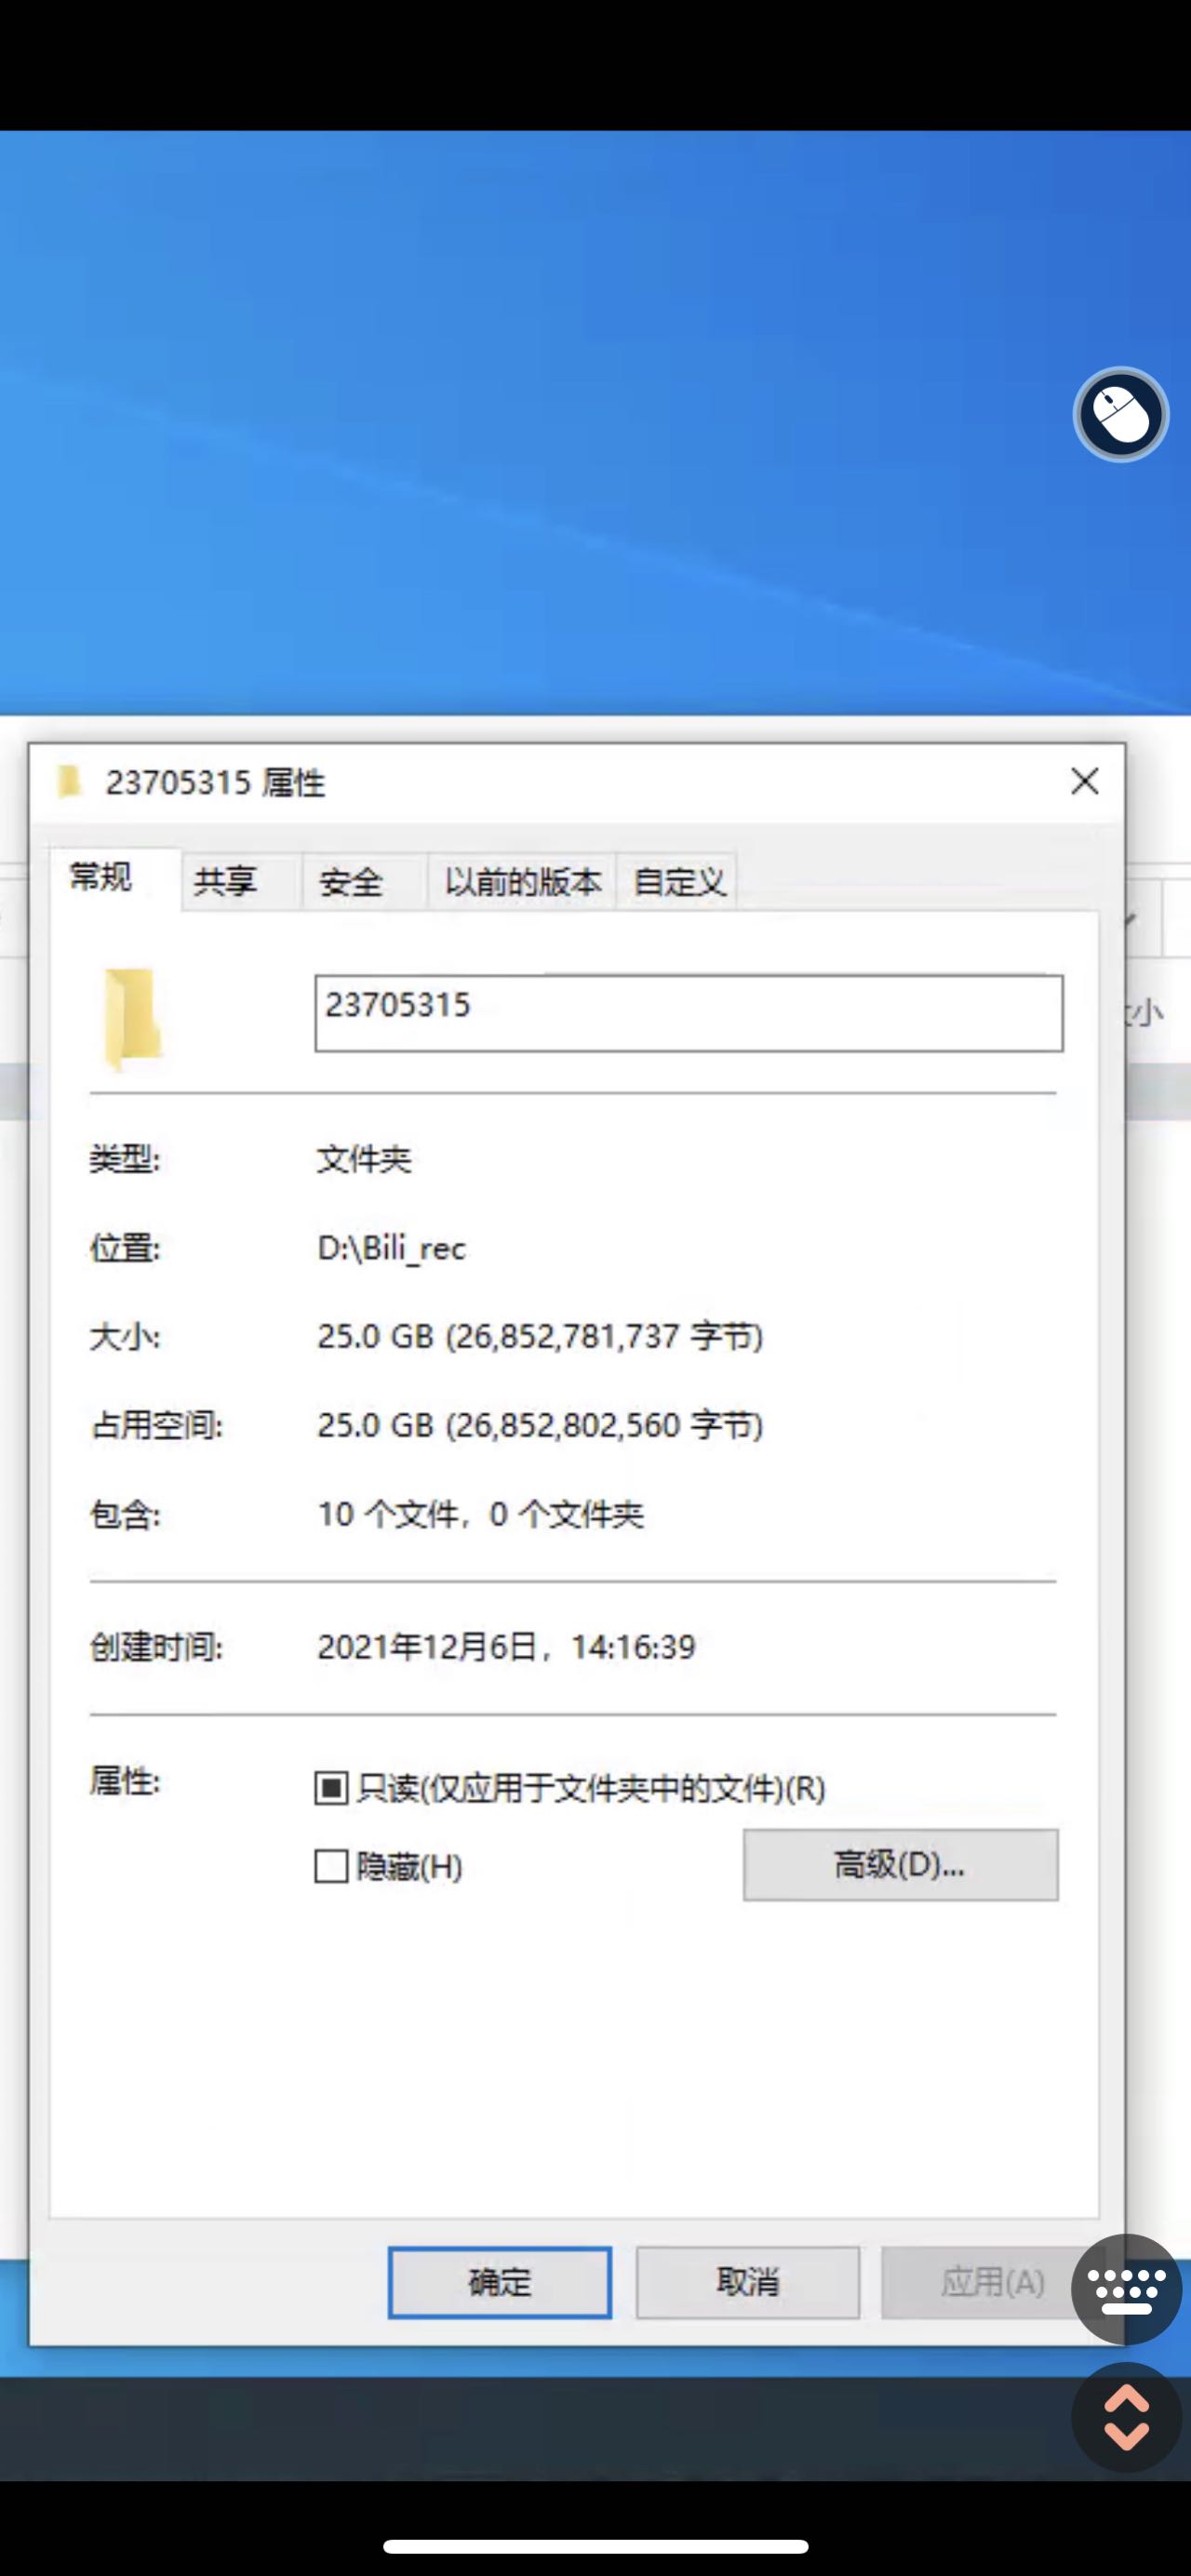 23705315 属性
常规 共享 安全 以前的版本 自定义
23705315
小
类型: 文件夹
位置: D:\Bili_rec
大小: 25.0 GB (26,852,781,737 字节)
占用空间: 25.0 GB (26,852,802,560 字节)
包含: 10 个文件，0 个文件夹
创建时间: 2021年12月6日，14:16:39
属性: 只读(仅应用于文件夹中的文件)(R)
隐藏(H) 高级(D)...
确定 取消 应用(A)